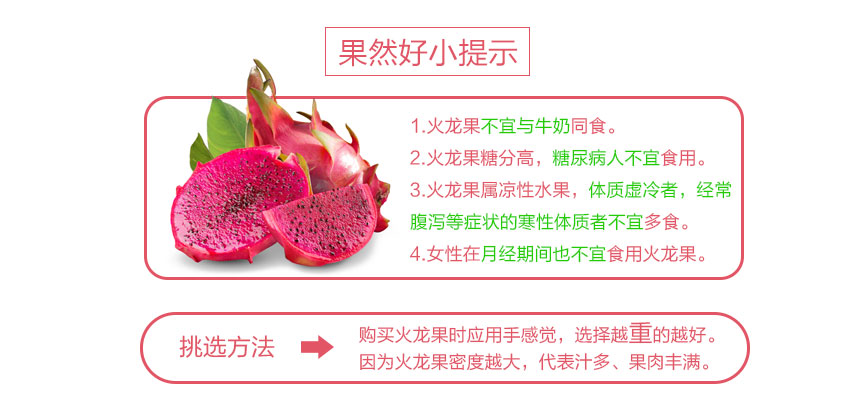 果然好小提示
1.火龙果不宜与牛奶同食。
2.火龙果糖分高，糖尿病人不宜食用。
3.火龙果属凉性水果，体质虚冷者，经常
腹泻等症状的寒性体质者不宜多食。
4.女性在月经期间也不宜食用火龙果。
挑选方法
购买火龙果时应用手感觉，选择越重的越好。
因为火龙果密度越大，代表汁多、果肉丰满。